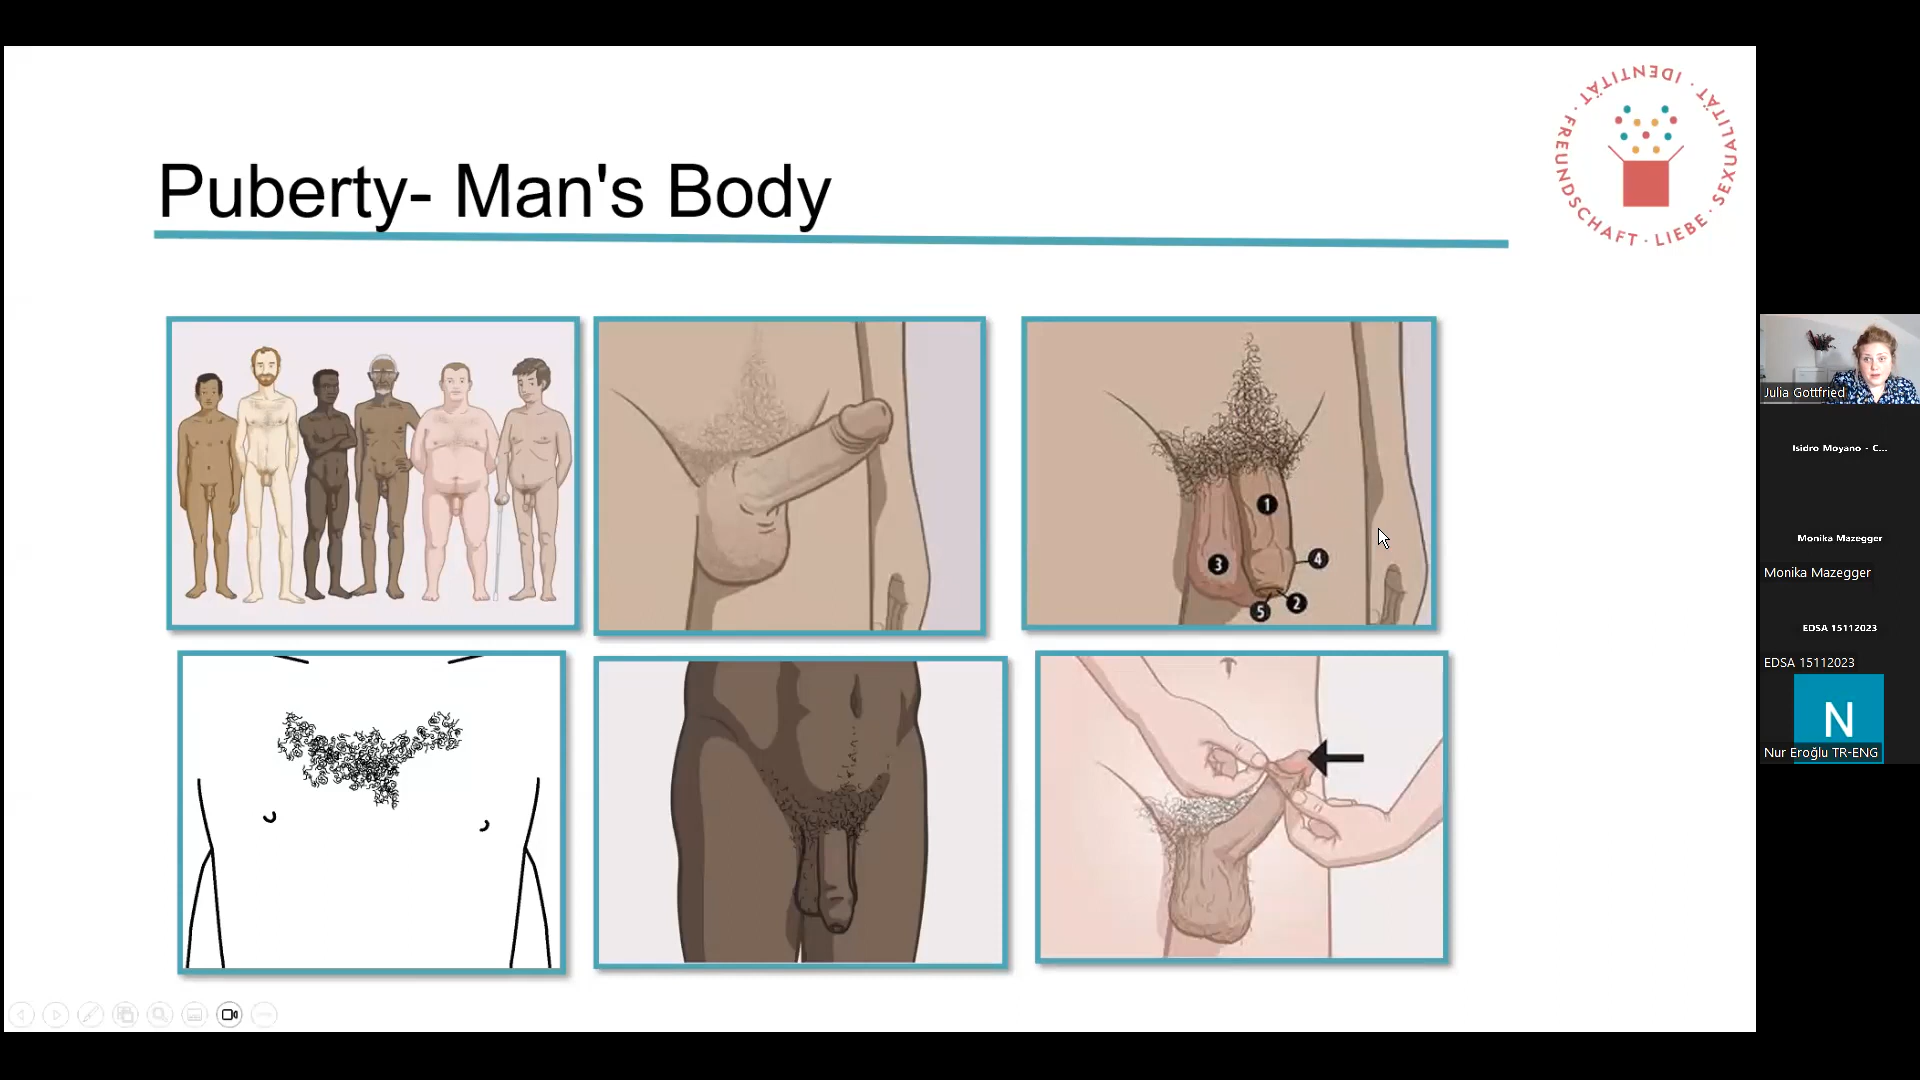 Puberty- Man's Body
FREUNDSCHAFT · LIEBE · SEXUALITÄT · IDENTITÄT ·
1
3
4
2
5
Julia Gottfried
Isidro Moyano - C...
Monika Mazegger
Monika Mazegger
EDSA 15112023
EDSA 15112023
N
Nur Eroğlu TR-ENG